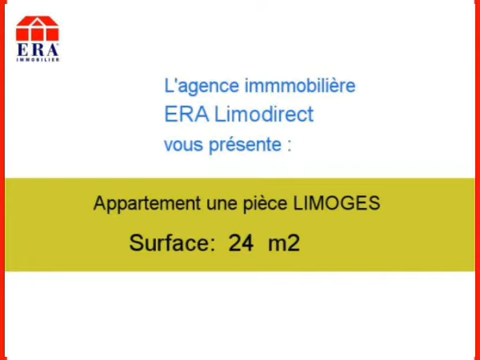 ERA
IMMOBILIER
L'agence immmobilière
ERA Limodirect
vous présente :
Appartement une pièce LIMOGES
Surface: 24 m2